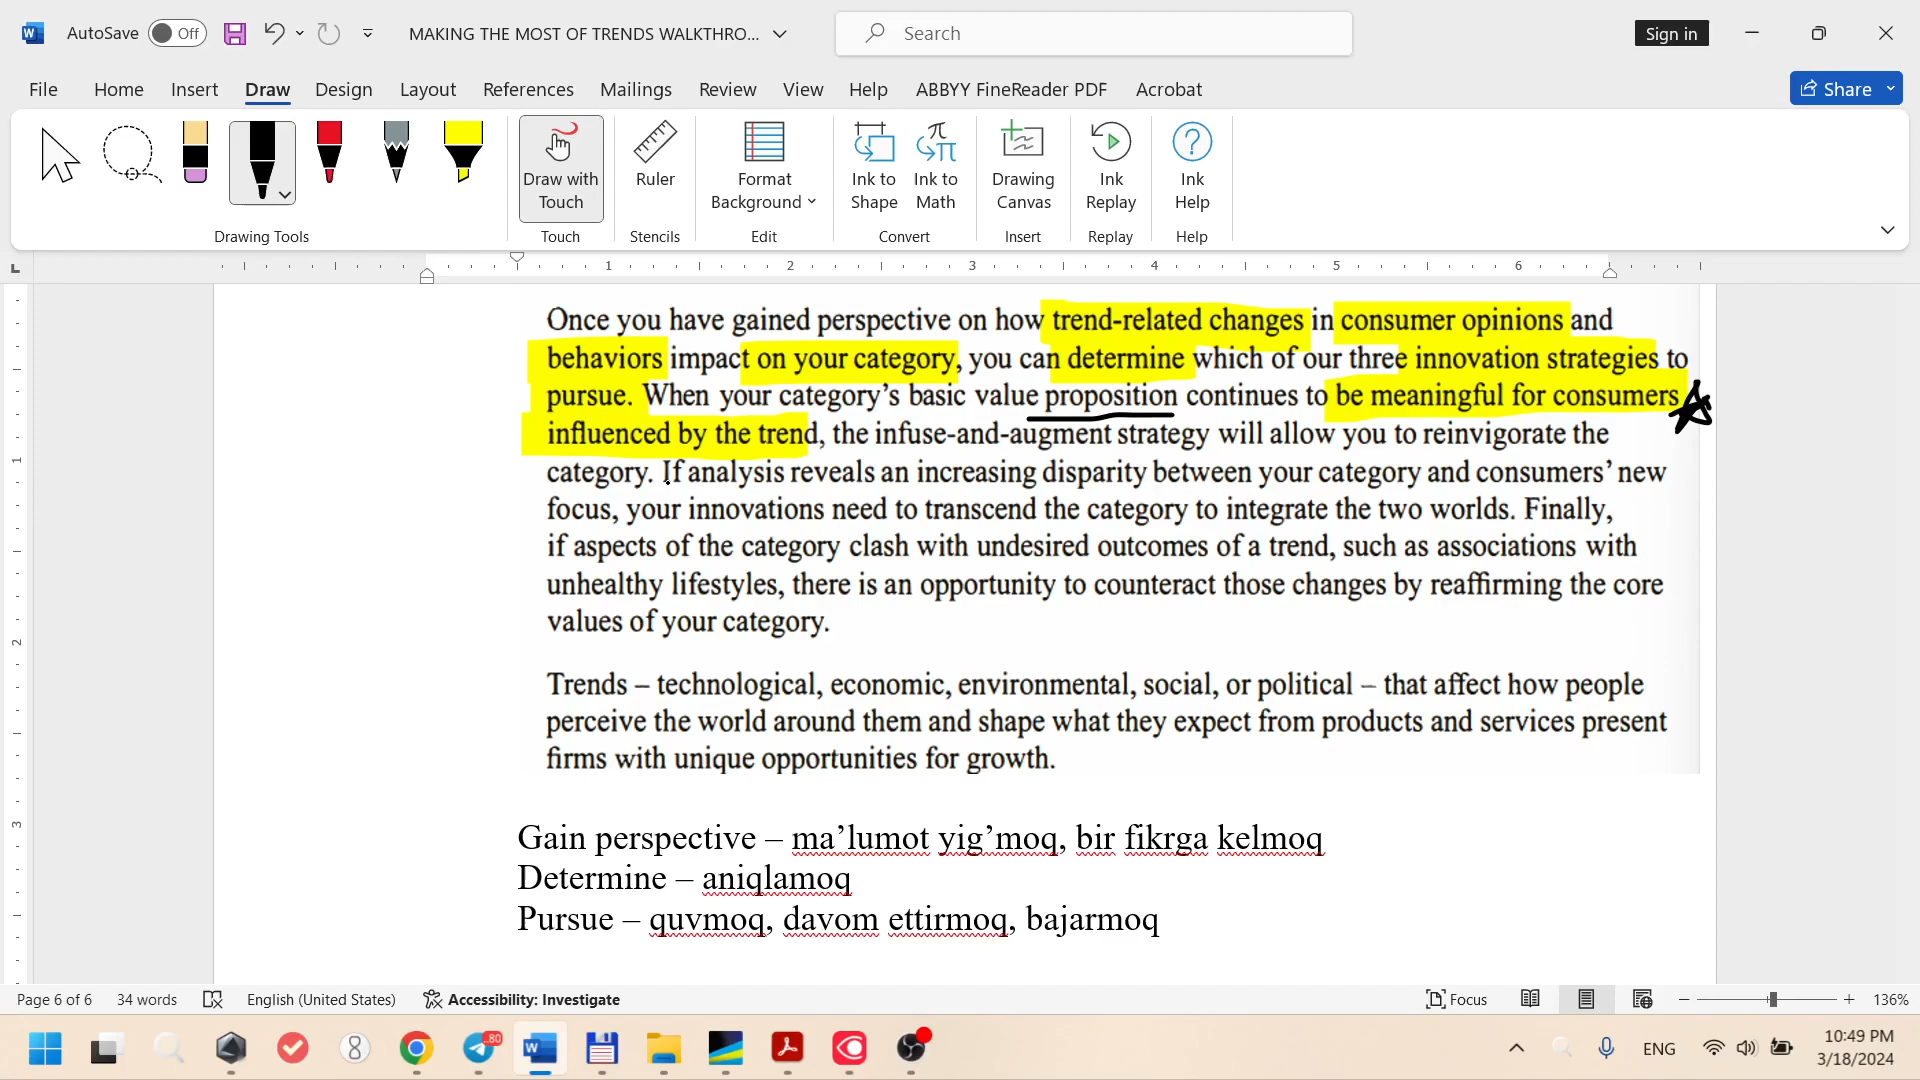 AutoSave
Off
MAKING THE MOST OF TRENDS WALKTHRO...
Search
Sign in
File
Home
Insert
Draw
Design
Layout
References
Mailings
Review
View
Help
ABBYY FineReader PDF
Acrobat
Share
Draw with Touch
Ruler
Format Background
Ink to Shape
Ink to Math
Drawing Canvas
Ink Replay
Ink Help
Drawing Tools
Touch
Stencils
Edit
Convert
Insert
Replay
Help
L
1 2 3 4 5 6
Once you have gained perspective on how trend-related changes in consumer opinions and
behaviors impact on your category, you can determine which of our three innovation strategies to
pursue. When your category's basic value proposition continues to be meaningful for consumers
influenced by the trend, the infuse-and-augment strategy will allow you to reinvigorate the
category. If analysis reveals an increasing disparity between your category and consumers' new
focus, your innovations need to transcend the category to integrate the two worlds. Finally,
if aspects of the category clash with undesired outcomes of a trend, such as associations with
unhealthy lifestyles, there is an opportunity to counteract those changes by reaffirming the core
values of your category.
Trends – technological, economic, environmental, social, or political – that affect how people
perceive the world around them and shape what they expect from products and services present
firms with unique opportunities for growth.
Gain perspective – ma'lumot yig'moq, bir fikrga kelmoq
Determine – aniqlamoq
Pursue – quvmoq, davom ettirmoq, bajarmoq
1
2
3
Page 6 of 6
34 words
English (United States)
Accessibility: Investigate
Focus
136%
80
ENG
10:49 PM
3/18/2024